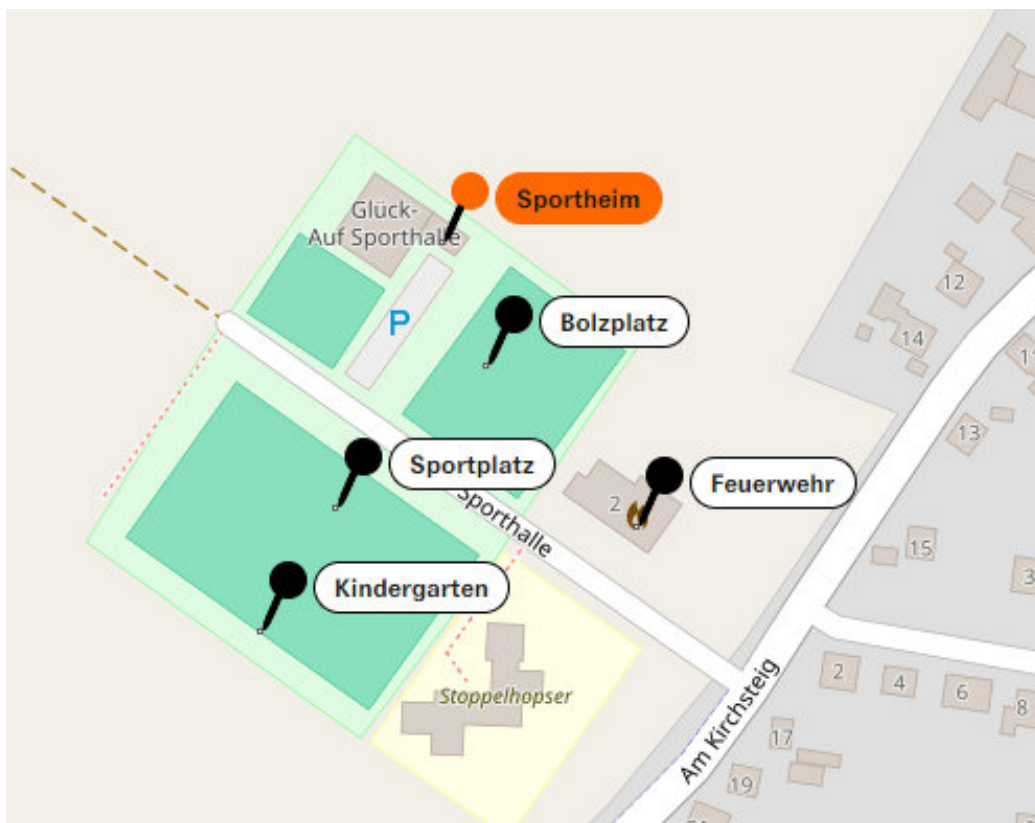 Sportheim
Glück-
Auf Sporthalle
12
P
Bolzplatz
14
13
Sportplatz
Feuerwehr
2
Sporthalle
15
Kindergarten
2
4
6
8
Stoppelhopser
Am Kirchsteig
17
19